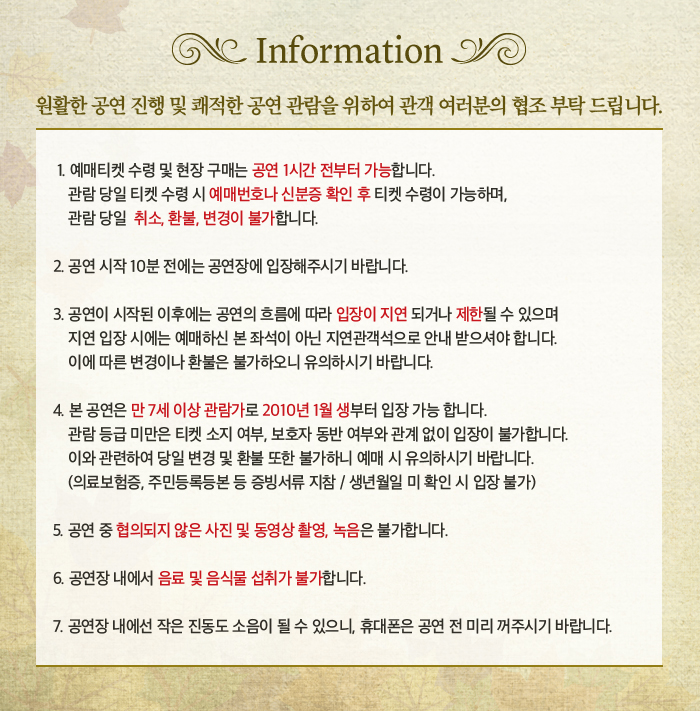 Information
원활한 공연 진행 및 쾌적한 공연 관람을 위하여 관객 여러분의 협조 부탁 드립니다.
1. 예매티켓 수령 및 현장 구매는 공연 1시간 전부터 가능합니다.
관람 당일 티켓 수령 시 예매번호나 신분증 확인 후 티켓 수령이 가능하며,
관람 당일 취소, 환불, 변경이 불가합니다.
2. 공연 시작 10분 전에는 공연장에 입장해주시기 바랍니다.
3. 공연이 시작된 이후에는 공연의 흐름에 따라 입장이 지연 되거나 제한될 수 있으며
지연 입장 시에는 예매하신 본 좌석이 아닌 지연관객석으로 안내 받으셔야 합니다.
이에 따른 변경이나 환불은 불가하오니 유의하시기 바랍니다.
4. 본 공연은 만 7세 이상 관람가로 2010년 1월 생부터 입장 가능 합니다.
관람 등급 미만은 티켓 소지 여부, 보호자 동반 여부와 관계 없이 입장이 불가합니다.
이와 관련하여 당일 변경 및 환불 또한 불가하니 예매 시 유의하시기 바랍니다.
(의료보험증, 주민등록등본 등 증빙서류 지참 / 생년월일 미 확인 시 입장 불가)
5. 공연 중 협의되지 않은 사진 및 동영상 촬영, 녹음은 불가합니다.
6. 공연장 내에서 음료 및 음식물 섭취가 불가합니다.
7. 공연장 내에선 작은 진동도 소음이 될 수 있으니, 휴대폰은 공연 전 미리 꺼주시기 바랍니다.